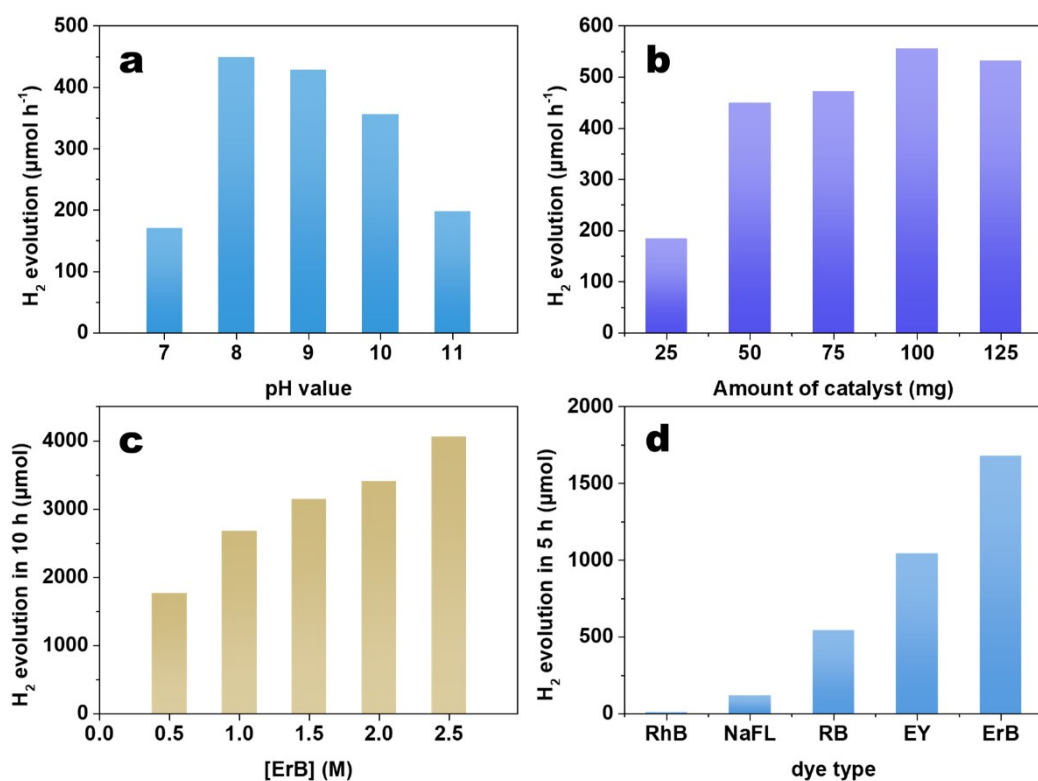 a
H₂ evolution (µmol h⁻¹)
500
400
300
200
100
0
7 8 9 10 11
pH value
b
H₂ evolution (µmol h⁻¹)
600
500
400
300
200
100
0
25 50 75 100 125
Amount of catalyst (mg)
c
H₂ evolution in 10 h (µmol)
4000
3000
2000
1000
0
0.0 0.5 1.0 1.5 2.0 2.5
[ErB] (M)
d
H₂ evolution in 5 h (µmol)
2000
1500
1000
500
0
RhB NaFL RB EY ErB
dye type